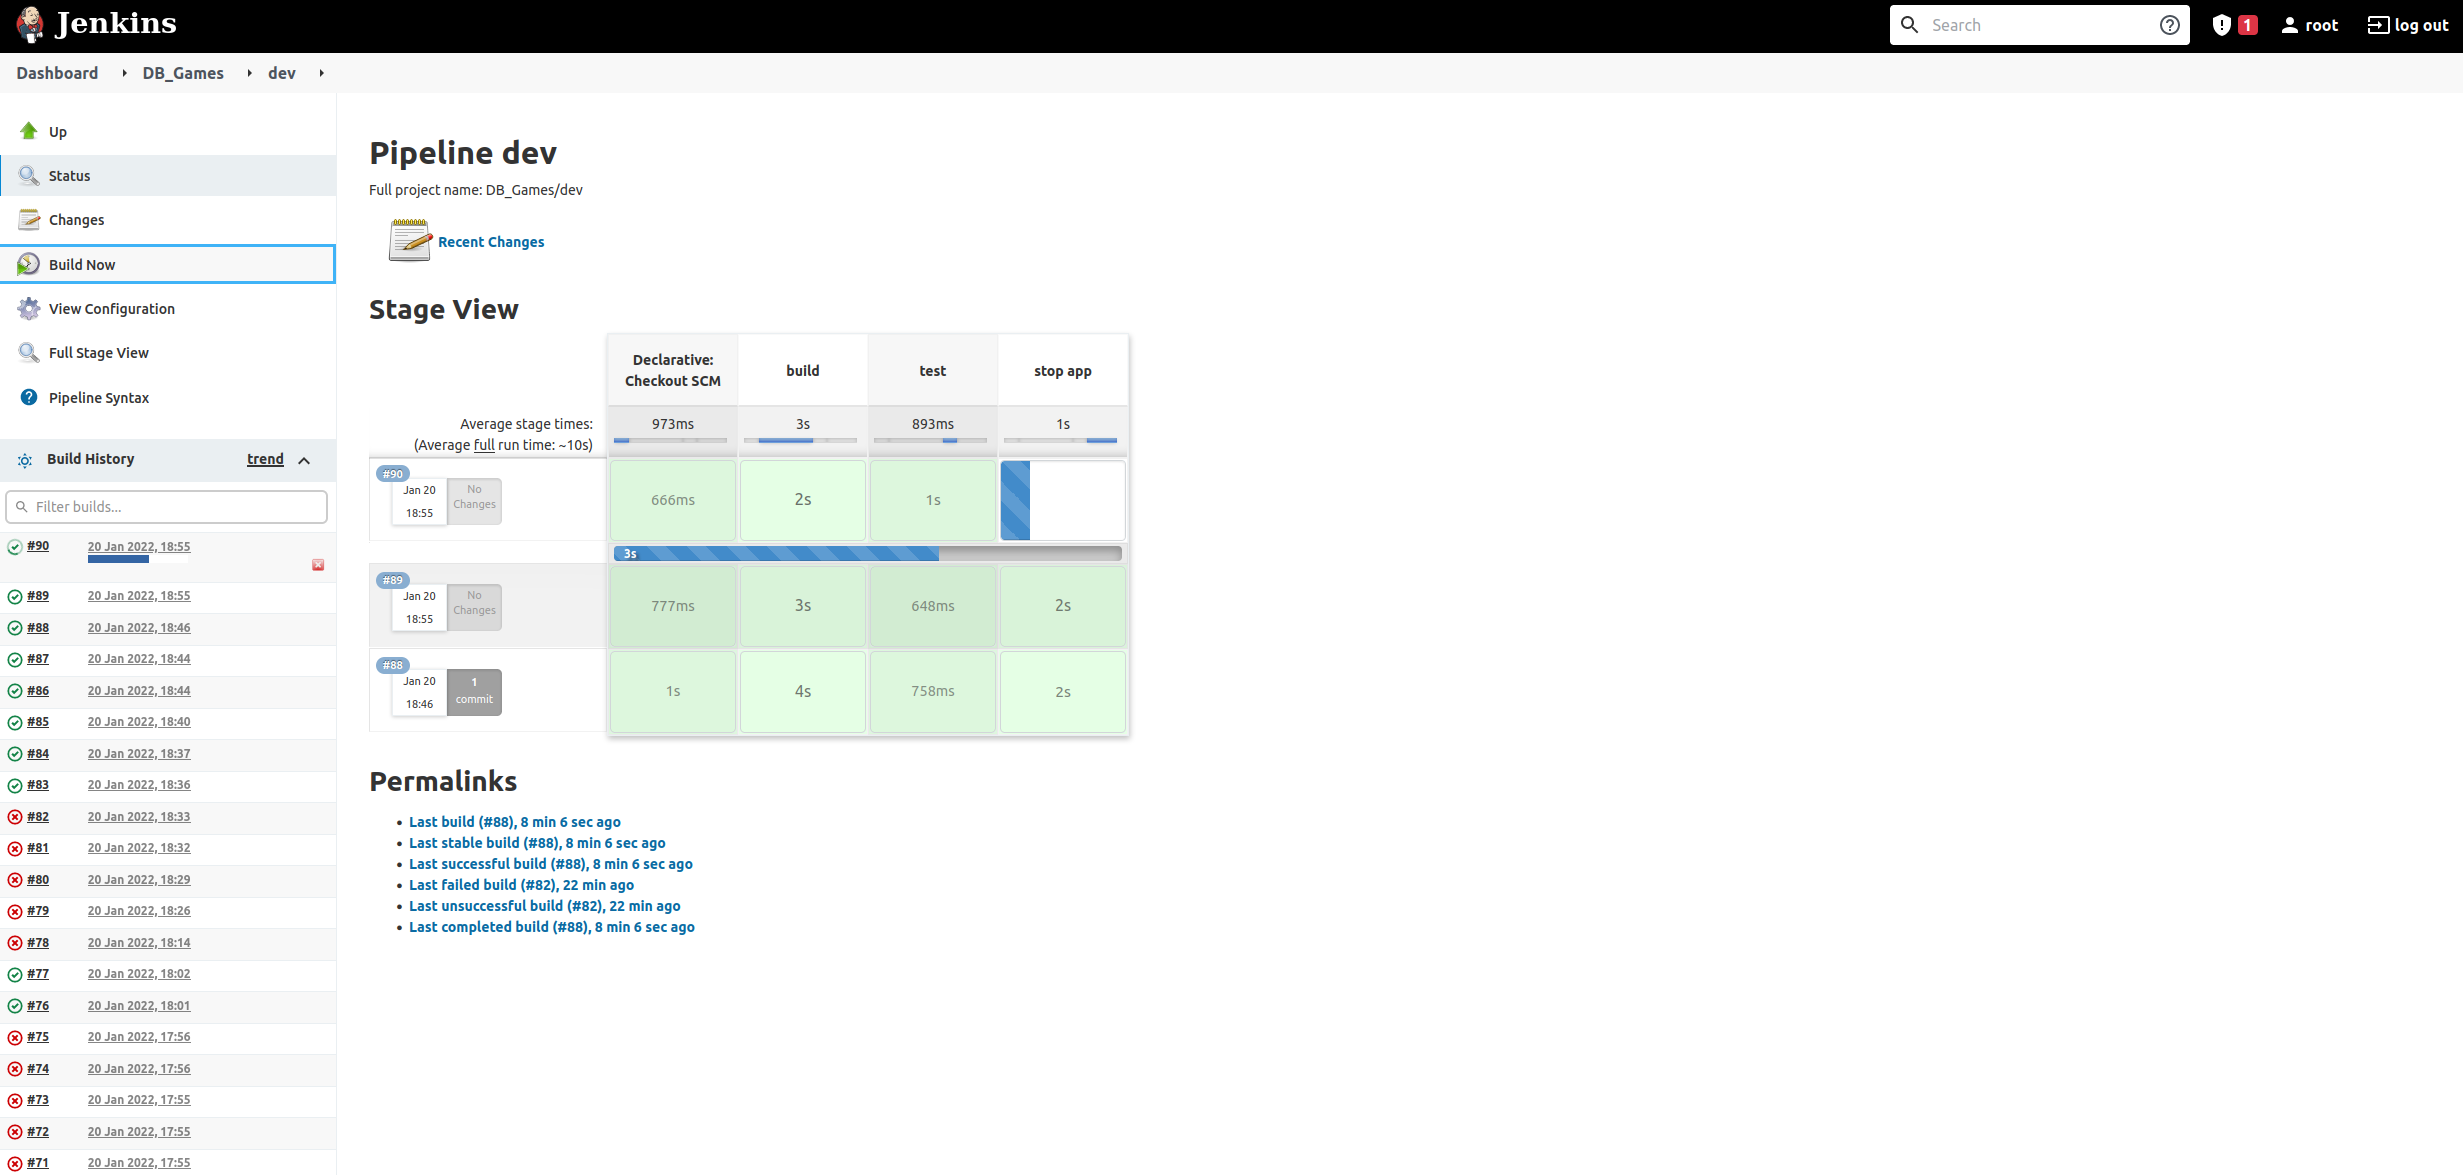 Jenkins
Search
1
root
log out
Dashboard
DB_Games
dev
Up
Status
Changes
Build Now
View Configuration
Full Stage View
Pipeline Syntax
Build History
trend
Filter builds...
#90 20 Jan 2022, 18:55
#89 20 Jan 2022, 18:55
#88 20 Jan 2022, 18:46
#87 20 Jan 2022, 18:44
#86 20 Jan 2022, 18:44
#85 20 Jan 2022, 18:40
#84 20 Jan 2022, 18:37
#83 20 Jan 2022, 18:36
#82 20 Jan 2022, 18:33
#81 20 Jan 2022, 18:32
#80 20 Jan 2022, 18:29
#79 20 Jan 2022, 18:26
#78 20 Jan 2022, 18:14
#77 20 Jan 2022, 18:02
#76 20 Jan 2022, 18:01
#75 20 Jan 2022, 17:56
#74 20 Jan 2022, 17:56
#73 20 Jan 2022, 17:55
#72 20 Jan 2022, 17:55
#71 20 Jan 2022, 17:55
Pipeline dev
Full project name: DB_Games/dev
Recent Changes
Stage View
Declarative:
Checkout SCM
build
test
stop app
Average stage times:
(Average full run time: ~10s)
973ms
3s
893ms
1s
#90
Jan 20
18:55
No
Changes
666ms
2s
1s
3s
#89
Jan 20
18:55
No
Changes
777ms
3s
648ms
2s
#88
Jan 20
18:46
1
commit
1s
4s
758ms
2s
Permalinks
Last build (#88), 8 min 6 sec ago
Last stable build (#88), 8 min 6 sec ago
Last successful build (#88), 8 min 6 sec ago
Last failed build (#82), 22 min ago
Last unsuccessful build (#82), 22 min ago
Last completed build (#88), 8 min 6 sec ago